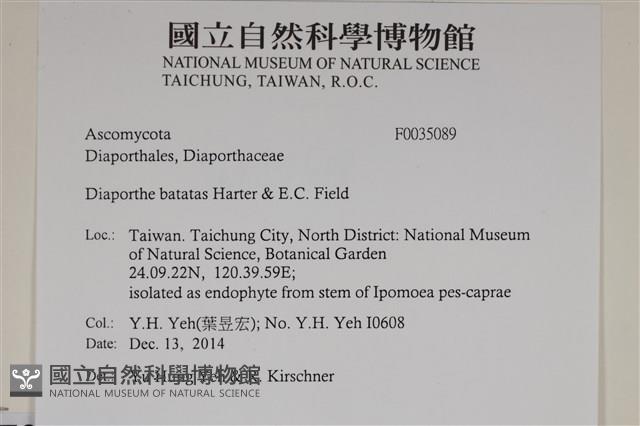 國立自然科學博物館
NATIONAL MUSEUM OF NATURAL SCIENCE
TAICHUNG, TAIWAN, R.O.C.
Ascomycota F0035089
Diaporthales, Diaporthaceae
Diaporthe batatas Harter & E.C. Field
Loc.: Taiwan. Taichung City, North District: National Museum
of Natural Science, Botanical Garden
24.09.22N, 120.39.59E;
isolated as endophyte from stem of Ipomoea pes-caprae
Col.: Y.H. Yeh(葉昱宏); No. Y.H. Yeh I0608
Date: Dec. 13, 2014
Kirschner
國立自然科學博物館
NATIONAL MUSEUM OF NATURAL SCIENCE